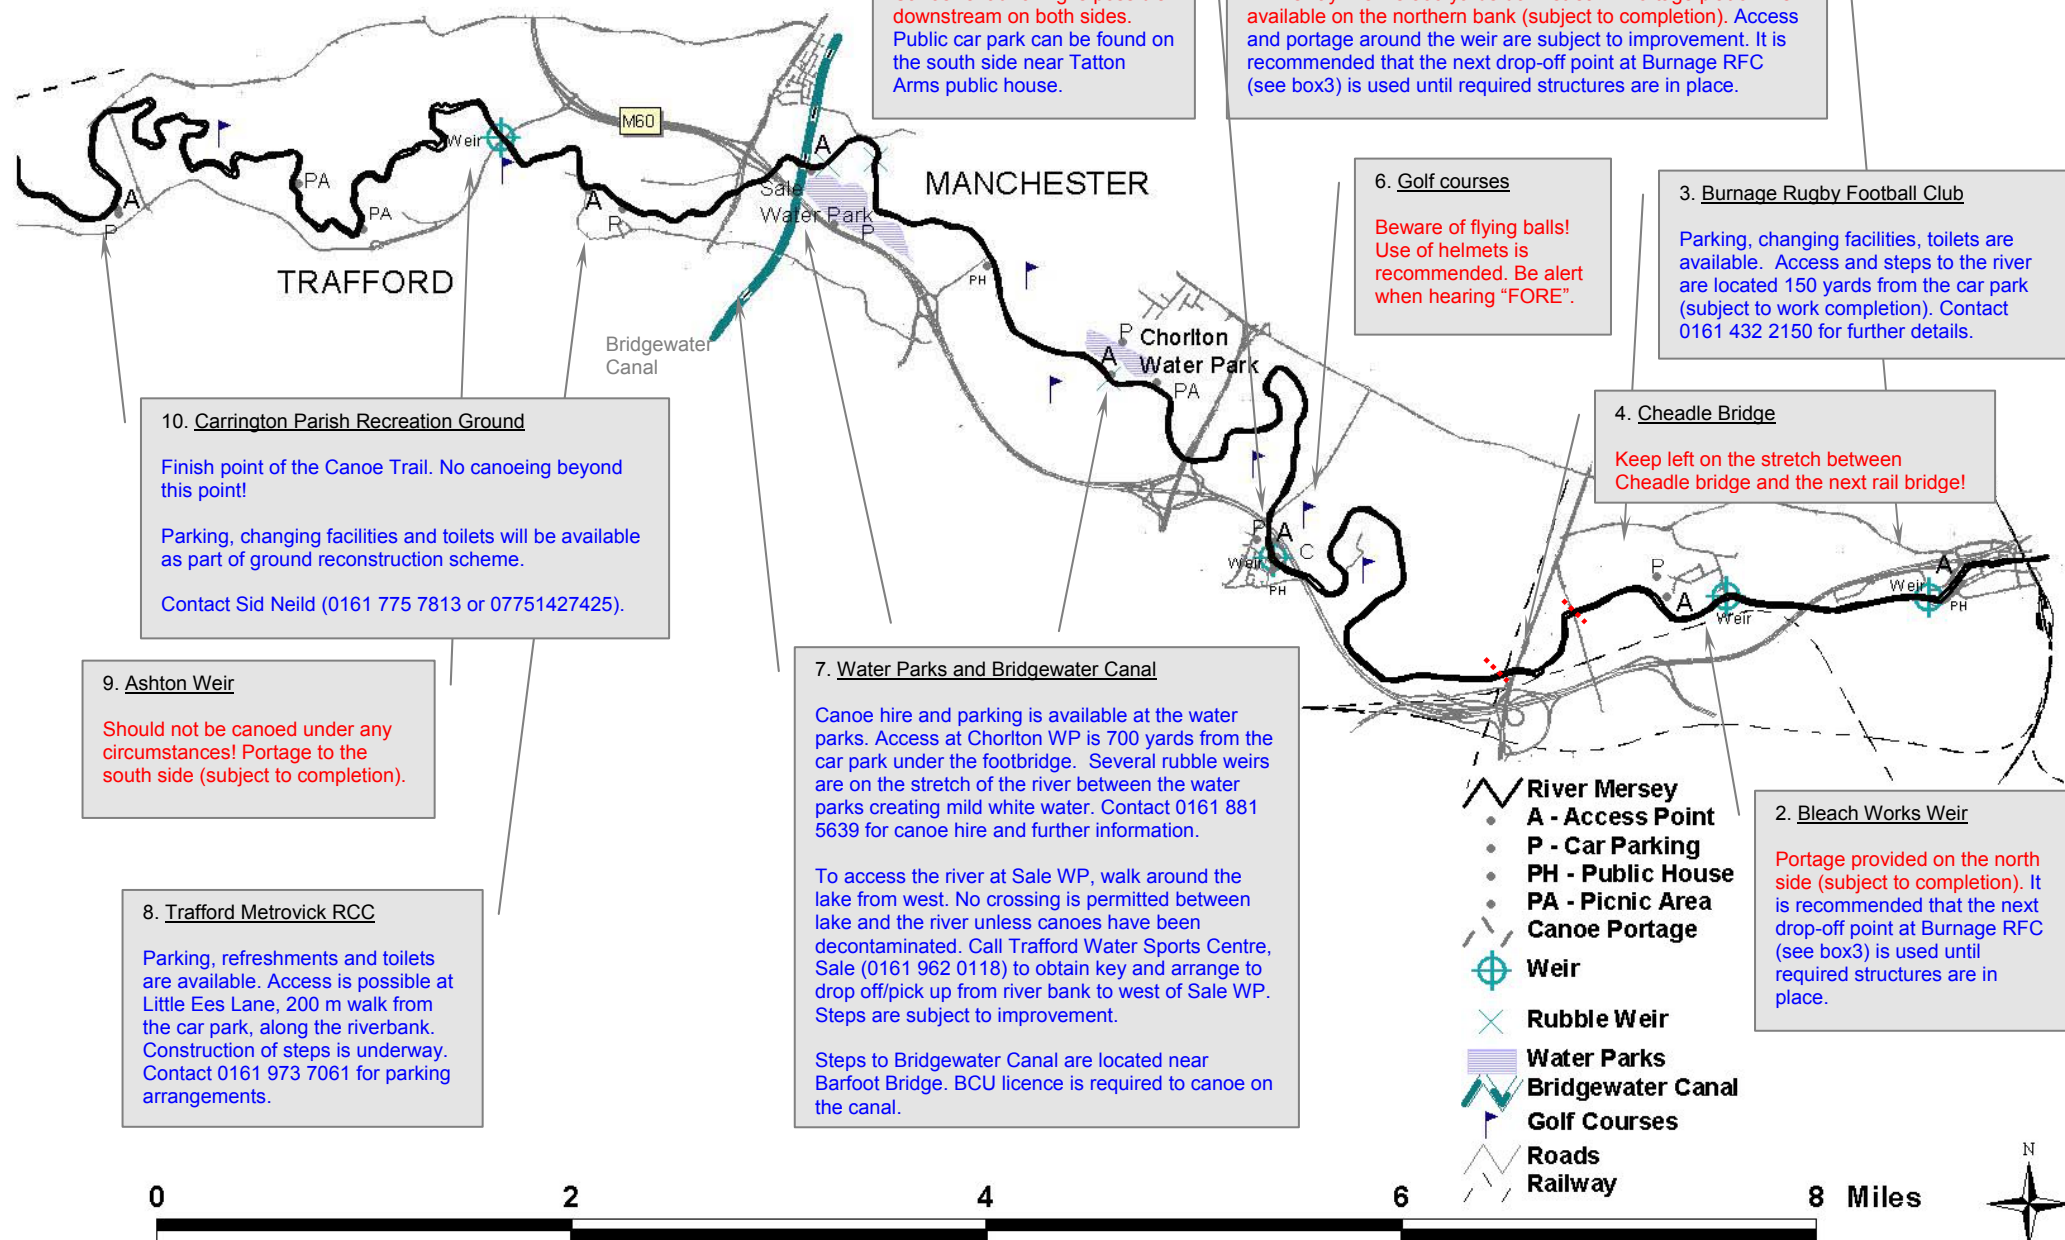 downstream on both sides.
Public car park can be found on
the south side near Tatton
Arms public house.
available on the northern bank (subject to completion). Access
and portage around the weir are subject to improvement. It is
recommended that the next drop-off point at Burnage RFC
(see box3) is used until required structures are in place.
M60
Weir
A
P
PA
PA
A
P
A
Sale
Water Park
P
MANCHESTER
TRAFFORD
Bridgewater
Canal
PH
P
Chorlton
Water Park
A
PA
6. Golf courses
Beware of flying balls!
Use of helmets is
recommended. Be alert
when hearing “FORE”.
3. Burnage Rugby Football Club
Parking, changing facilities, toilets are
available. Access and steps to the river
are located 150 yards from the car park
(subject to work completion). Contact
0161 432 2150 for further details.
4. Cheadle Bridge
Keep left on the stretch between
Cheadle bridge and the next rail bridge!
P
A
C
Weir
PH
P
A
Weir
Weir
A
PH
10. Carrington Parish Recreation Ground
Finish point of the Canoe Trail. No canoeing beyond
this point!
Parking, changing facilities and toilets will be available
as part of ground reconstruction scheme.
Contact Sid Neild (0161 775 7813 or 07751427425).
9. Ashton Weir
Should not be canoed under any
circumstances! Portage to the
south side (subject to completion).
8. Trafford Metrovick RCC
Parking, refreshments and toilets
are available. Access is possible at
Little Ees Lane, 200 m walk from
the car park, along the riverbank.
Construction of steps is underway.
Contact 0161 973 7061 for parking
arrangements.
7. Water Parks and Bridgewater Canal
Canoe hire and parking is available at the water
parks. Access at Chorlton WP is 700 yards from the
car park under the footbridge. Several rubble weirs
are on the stretch of the river between the water
parks creating mild white water. Contact 0161 881
5639 for canoe hire and further information.
To access the river at Sale WP, walk around the
lake from west. No crossing is permitted between
lake and the river unless canoes have been
decontaminated. Call Trafford Water Sports Centre,
Sale (0161 962 0118) to obtain key and arrange to
drop off/pick up from river bank to west of Sale WP.
Steps are subject to improvement.
Steps to Bridgewater Canal are located near
Barfoot Bridge. BCU licence is required to canoe on
the canal.
River Mersey
A - Access Point
P - Car Parking
PH - Public House
PA - Picnic Area
Canoe Portage
Weir
Rubble Weir
Water Parks
Bridgewater Canal
Golf Courses
Roads
Railway
2. Bleach Works Weir
Portage provided on the north
side (subject to completion). It
is recommended that the next
drop-off point at Burnage RFC
(see box3) is used until
required structures are in
place.
0 2 4 6 8 Miles
N